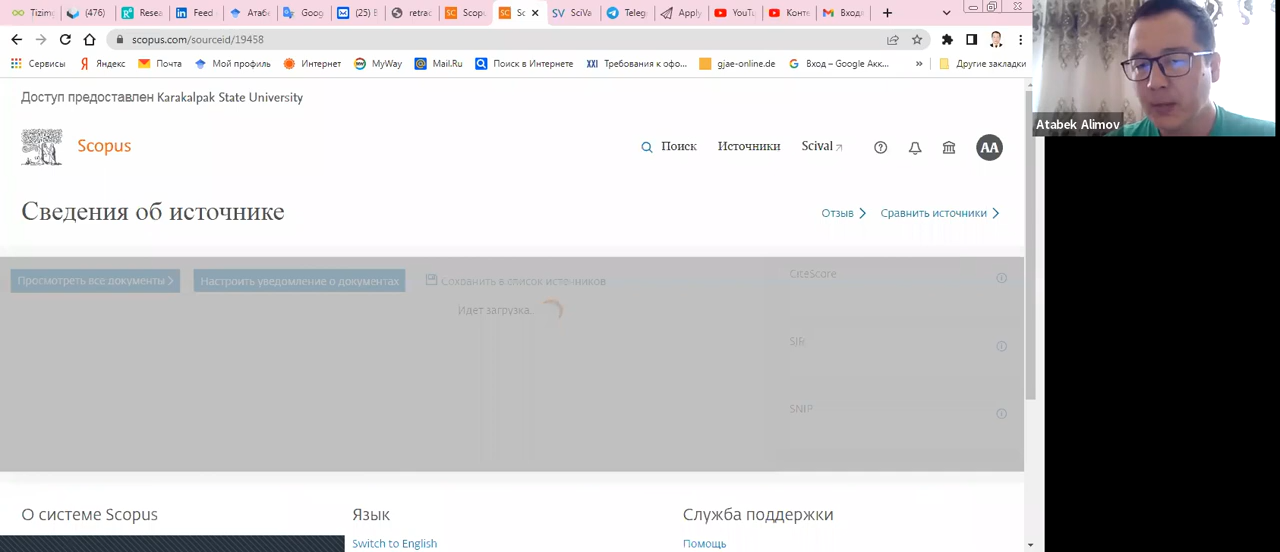 Tizim
(476)
Resea
Feed
Атабе
Goog
(25) В
retrac
Scopu
Sc
SciVa
Teleg
Apply
YouTu
Конте
Входя
scopus.com/sourceid/19458
Сервисы
Яндекс
Почта
Мой профиль
Интернет
MyWay
Mail.Ru
Поиск в Интернете
XXI Требования к офо...
gjae-online.de
Вход – Google Акк...
»
Другие закладки
Atabek Alimov
Доступ предоставлен Karakalpak State University
Scopus
Поиск
Источники
Scival
AA
Сведения об источнике
Отзыв
Сравнить источники
Просмотреть все документы
Настроить уведомление о документах
Сохранить в список источников
CiteScore
Идет загрузка..
SJR
SNIP
О системе Scopus
Язык
Служба поддержки
Switch to English
Помощь